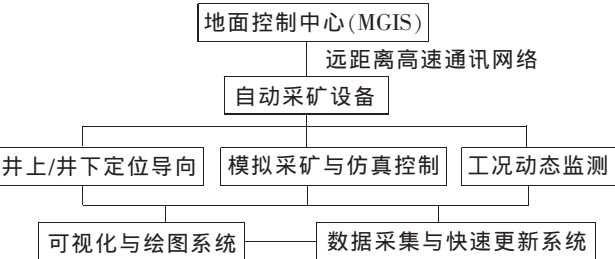 地面控制中心(MGIS)
远距离高速通讯网络
自动采矿设备
井上/井下定位导向
模拟采矿与仿真控制
工况动态监测
可视化与绘图系统
数据采集与快速更新系统